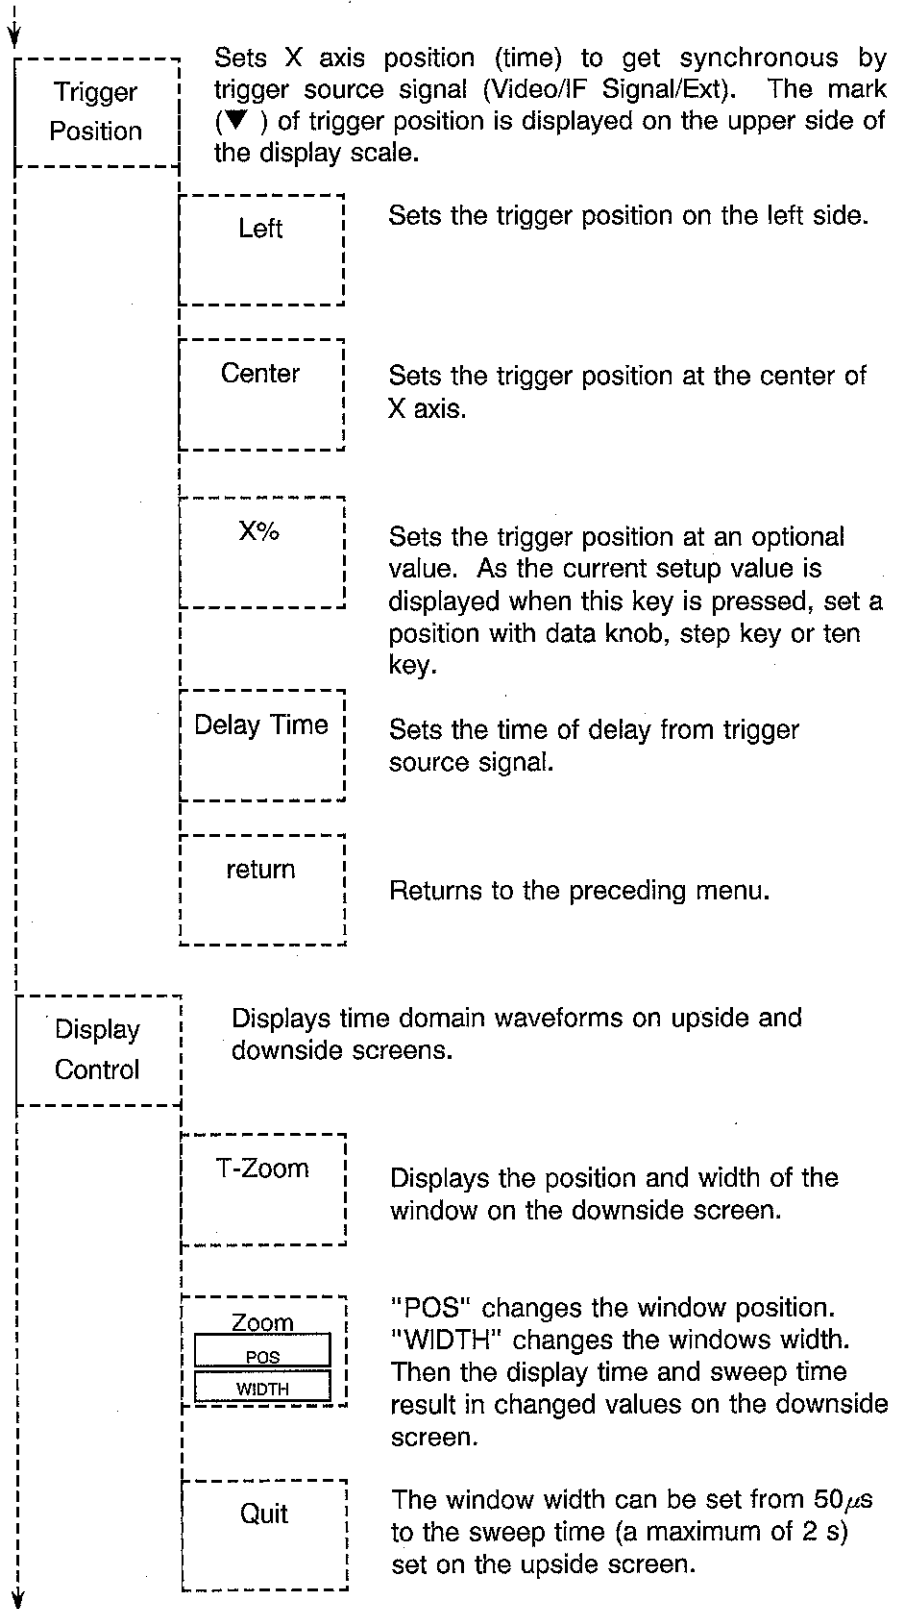 Trigger
Position
Sets X axis position (time) to get synchronous by
trigger source signal (Video/IF Signal/Ext). The mark
(▼ ) of trigger position is displayed on the upper side of
the display scale.
Left
Sets the trigger position on the left side.
Center
Sets the trigger position at the center of
X axis.
X%
Sets the trigger position at an optional
value. As the current setup value is
displayed when this key is pressed, set a
position with data knob, step key or ten
key.
Delay Time
Sets the time of delay from trigger
source signal.
return
Returns to the preceding menu.
Display
Control
Displays time domain waveforms on upside and
downside screens.
T-Zoom
Displays the position and width of the
window on the downside screen.
Zoom
POS
WIDTH
"POS" changes the window position.
"WIDTH" changes the windows width.
Then the display time and sweep time
result in changed values on the downside
screen.
Quit
The window width can be set from 50μs
to the sweep time (a maximum of 2 s)
set on the upside screen.